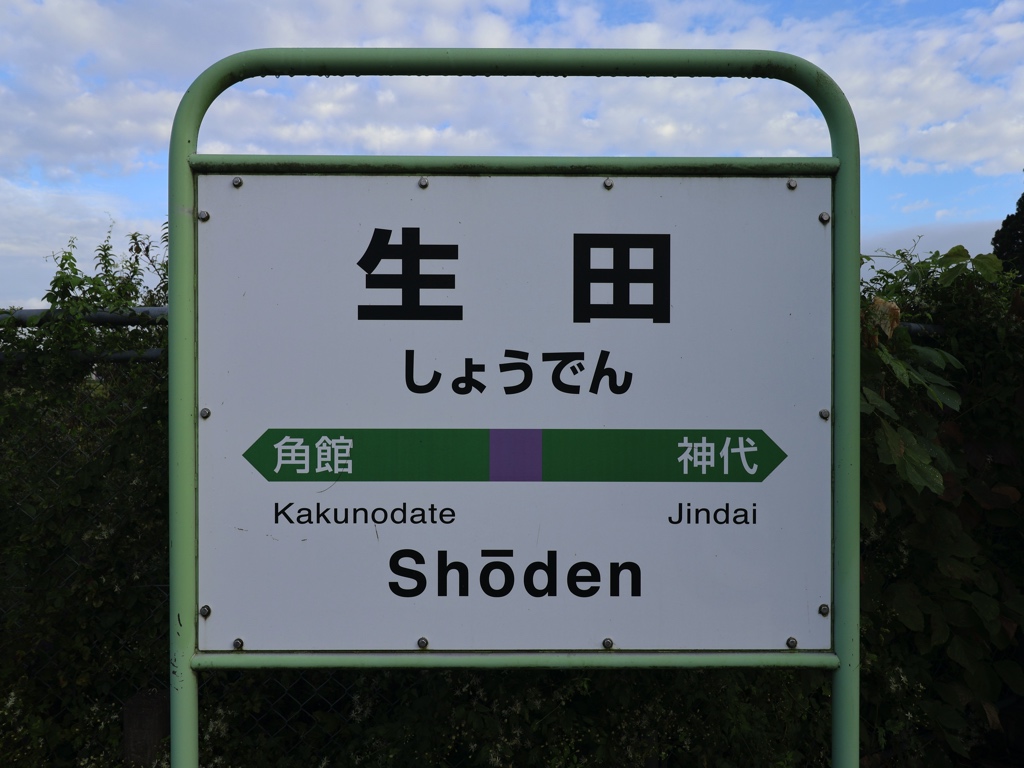 生田
しょうでん
角館 神代
Kakunodate Jindai
Shōden